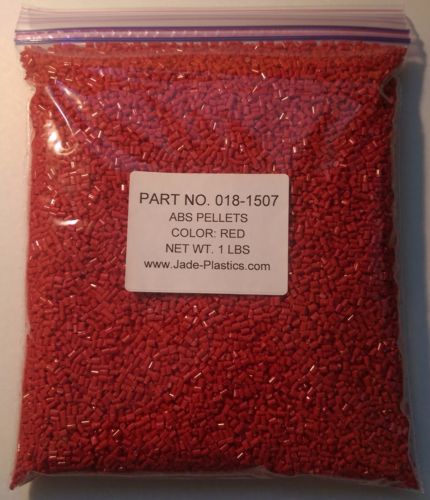 PART NO. 018-1507
ABS PELLETS
COLOR: RED
NET WT. 1 LBS
www.Jade-Plastics.com